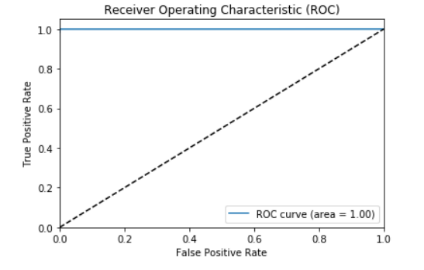 Receiver Operating Characteristic (ROC)
1.0
0.8
0.6
0.4
0.2
0.0
True Positive Rate
ROC curve (area = 1.00)
0.0 0.2 0.4 0.6 0.8 1.0
False Positive Rate